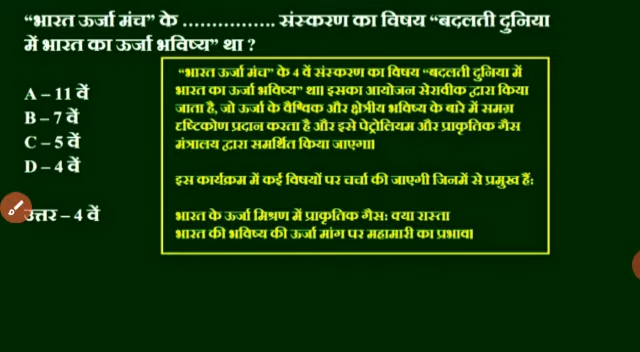 “भारत ऊर्जा मंच” के ................ संस्करण का विषय “बदलती दुनिया
में भारत का ऊर्जा भविष्य” था ?
A – 11 वें
B – 7 वें
C – 5 वें
D – 4 वें
उत्तर – 4 वें
“भारत ऊर्जा मंच” के 4 वें संस्करण का विषय “बदलती दुनिया में
भारत का ऊर्जा भविष्य” था। इसका आयोजन सेरावीक द्वारा किया
जाता है, जो ऊर्जा के वैश्विक और क्षेत्रीय भविष्य के बारे में समग्र
दृष्टिकोण प्रदान करता है और इसे पेट्रोलियम और प्राकृतिक गैस
मंत्रालय द्वारा समर्थित किया जाएगा।
इस कार्यक्रम में कई विषयों पर चर्चा की जाएगी जिनमें से प्रमुख हैं:
भारत के ऊर्जा मिश्रण में प्राकृतिक गैस: क्या रास्ता
भारत की भविष्य की ऊर्जा मांग पर महामारी का प्रभाव।